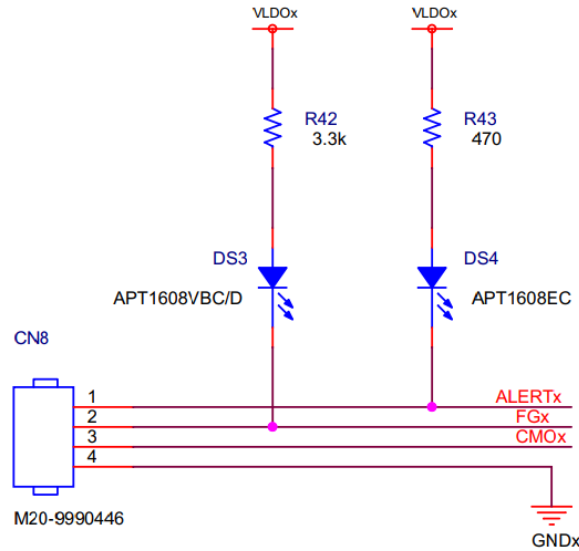 VLDOx
VLDOx
R42
3.3k
R43
470
DS3
APT1608VBC/D
DS4
APT1608EC
CN8
1
ALERTx
2
FGx
3
CMOx
4
M20-9990446
GNDx